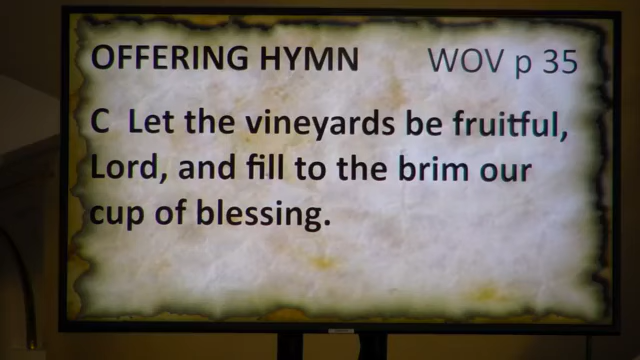 OFFERING HYMN WOV p 35
C Let the vineyards be fruitful,
Lord, and fill to the brim our
cup of blessing.